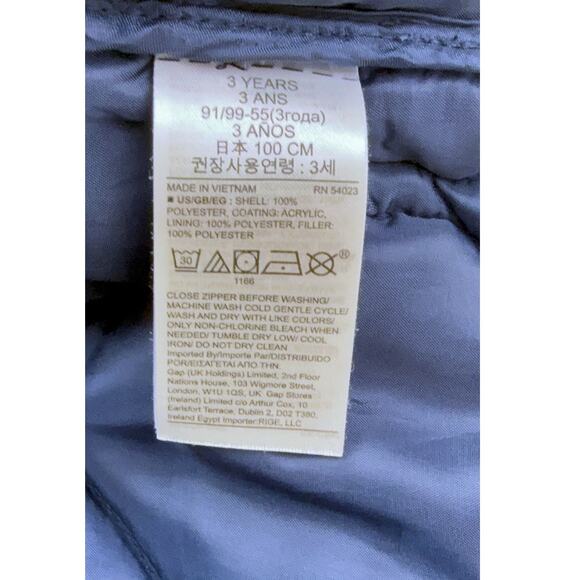 3 YEARS
3 ANS
91/99-55(3года)
3 AÑOS
日本 100 CM
권장사용연령 : 3세
MADE IN VIETNAM RN 54023
■ US/GB/EG ; SHELL: 100%
POLYESTER, COATING: ACRYLIC,
LINING: 100% POLYESTER, FILLER:
100% POLYESTER
30
1166
CLOSE ZIPPER BEFORE WASHING/
MACHINE WASH COLD GENTLE CYCLE/
WASH AND DRY WITH LIKE COLORS/
ONLY NON-CHLORINE BLEACH WHEN
NEEDED/ TUMBLE DRY LOW/ COOL
IRON/ DO NOT DRY CLEAN
Imported By/Importe Par/DISTRIBUIDO
POR/ΕΙΣΑΓΕΤΑΙ ΑΠΟ ΤΗΝ:
Gap (UK Holdings) Limited, 2nd Floor
Nations House, 103 Wigmore Street,
London, W1U 1QS, UK Gap Stores
(Ireland) Limited c/o Arthur Cox, 10
Earlsfort Terrace, Dublin 2, D02 T380,
Ireland Egypt Importer:RIGE, LLC